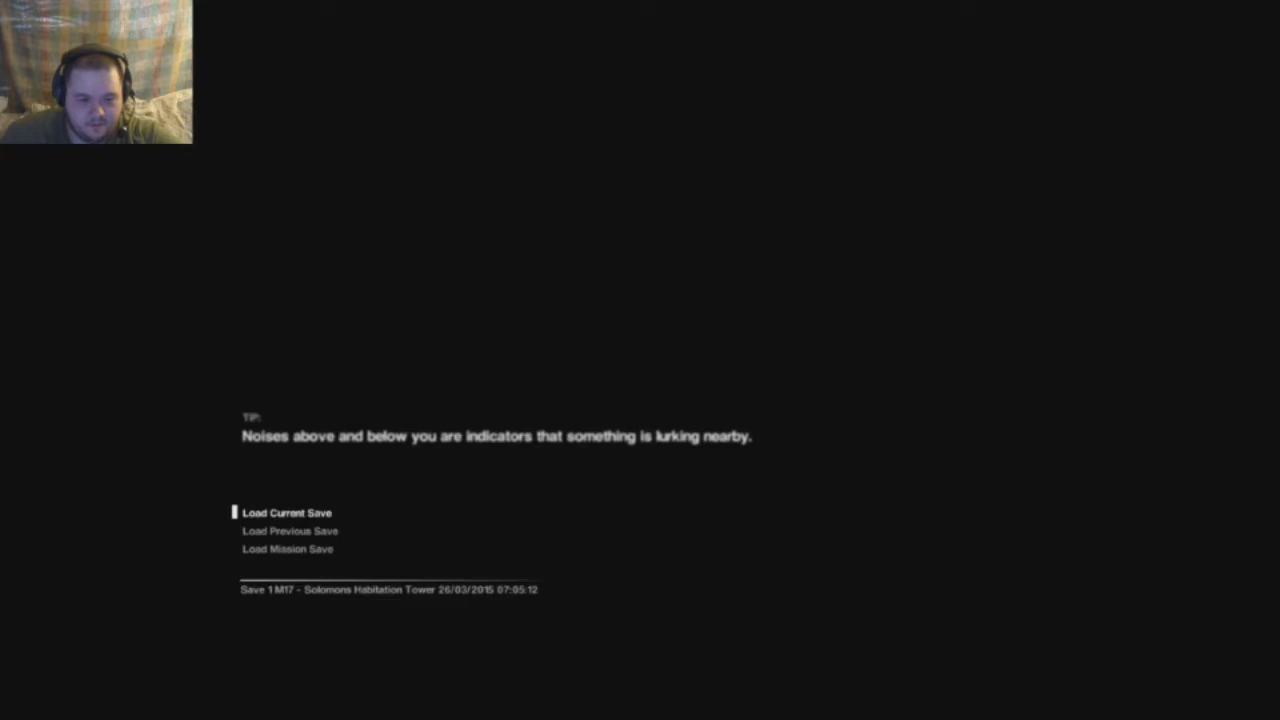 TIP:
Noises above and below you are indicators that something is lurking nearby.
Load Current Save
Load Previous Save
Load Mission Save
Save 1 M17 - Solomons Habitation Tower 26/03/2015 07:05:12